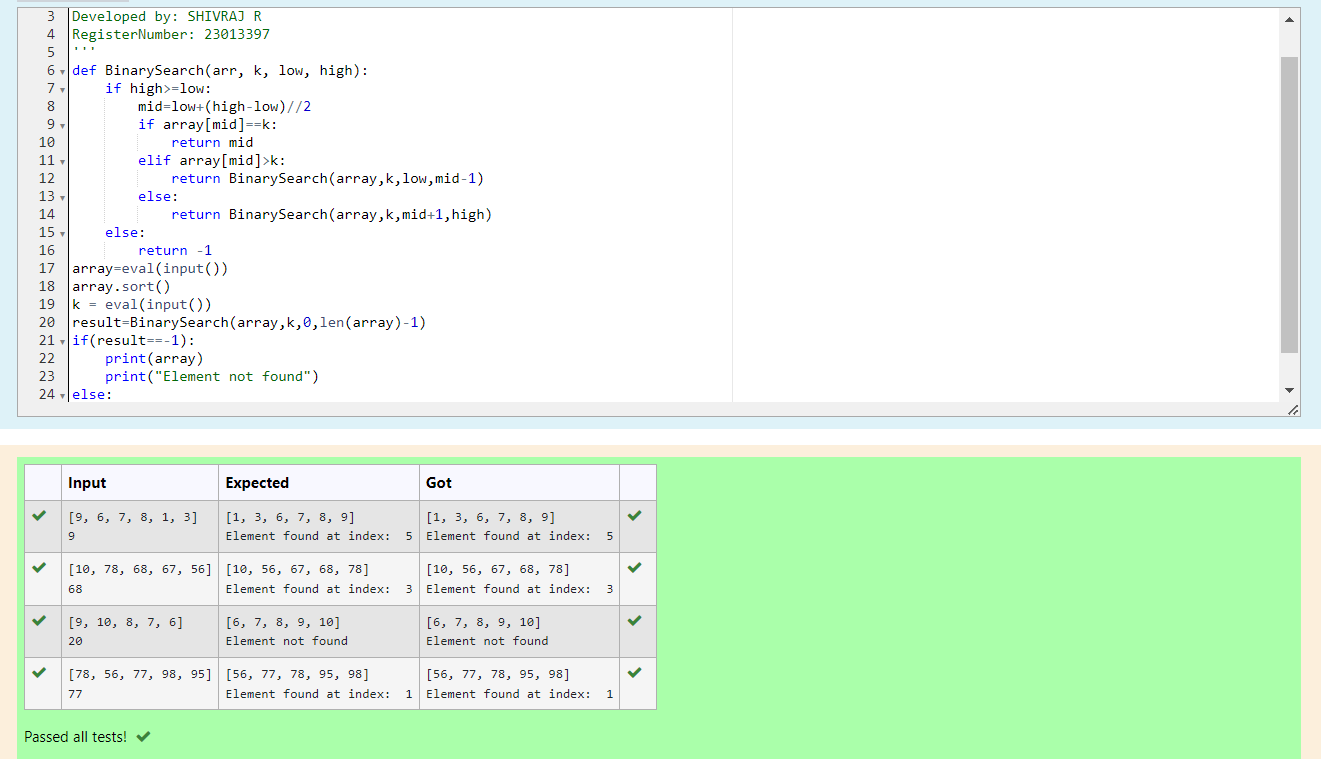 3 Developed by: SHIVRAJ R
4 RegisterNumber: 23013397
5 '''
6 def BinarySearch(arr, k, low, high):
7     if high>=low:
8         mid=low+(high-low)//2
9         if array[mid]==k:
10             return mid
11         elif array[mid]>k:
12             return BinarySearch(array,k,low,mid-1)
13         else:
14             return BinarySearch(array,k,mid+1,high)
15     else:
16         return -1
17 array=eval(input())
18 array.sort()
19 k = eval(input())
20 result=BinarySearch(array,k,0,len(array)-1)
21 if(result==-1):
22     print(array)
23     print("Element not found")
24 else:
Input Expected Got
[9, 6, 7, 8, 1, 3] [1, 3, 6, 7, 8, 9] [1, 3, 6, 7, 8, 9]
9 Element found at index:  5 Element found at index:  5
[10, 78, 68, 67, 56] [10, 56, 67, 68, 78] [10, 56, 67, 68, 78]
68 Element found at index:  3 Element found at index:  3
[9, 10, 8, 7, 6] [6, 7, 8, 9, 10] [6, 7, 8, 9, 10]
20 Element not found Element not found
[78, 56, 77, 98, 95] [56, 77, 78, 95, 98] [56, 77, 78, 95, 98]
77 Element found at index:  1 Element found at index:  1
Passed all tests!